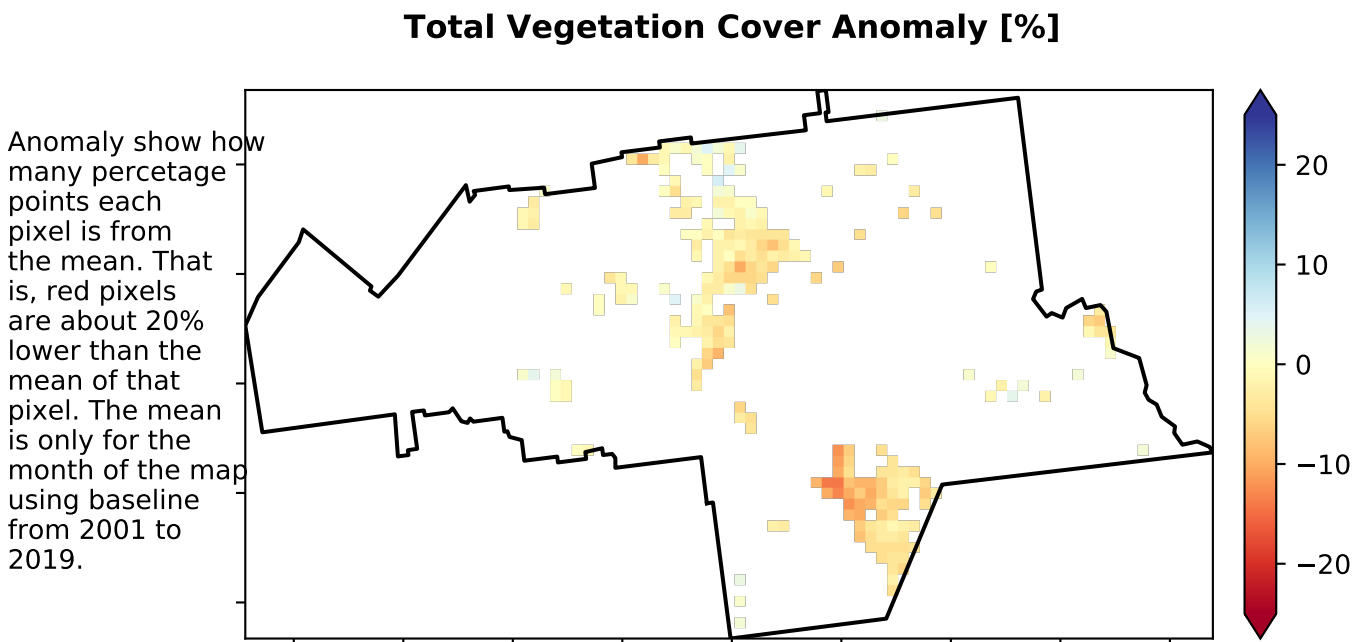 Total Vegetation Cover Anomaly [%]
Anomaly show how
many percetage
points each
pixel is from
the mean. That
is, red pixels
are about 20%
lower than the
mean of that
pixel. The mean
is only for the
month of the map
using baseline
from 2001 to
2019.
20
10
0
−10
−20